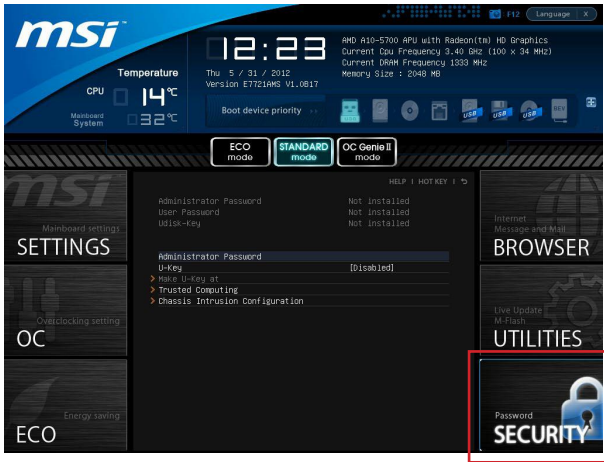 msi
12:23
Thu 5 / 31 / 2012
Version E7721AMS V1.0B17
F12
Language
X
AMD A10-5700 APU with Radeon(tm) HD Graphics
Current Cpu Frequency 3.40 GHz (100 x 34 MHz)
Current DRAM Frequency 1333 MHz
Memory Size : 2048 MB
Temperature
CPU 14°C
Mainboard
System 32°C
Boot device priority
USB
USB
USB
BEV
ECO
mode
STANDARD
mode
OC Genie II
mode
HELP | HOT KEY |
msi
Mainboard settings
SETTINGS
Overclocking setting
OC
Energy saving
ECO
Administrator Password Not installed
User Password Not installed
Udisk-Key Not installed
Administrator Password
U-Key [Disabled]
> Make U-Key at
> Trusted Computing
> Chassis Intrusion Configuration
Internet
Message and Mail
BROWSER
Live Update
M-Flash
UTILITIES
Password
SECURITY